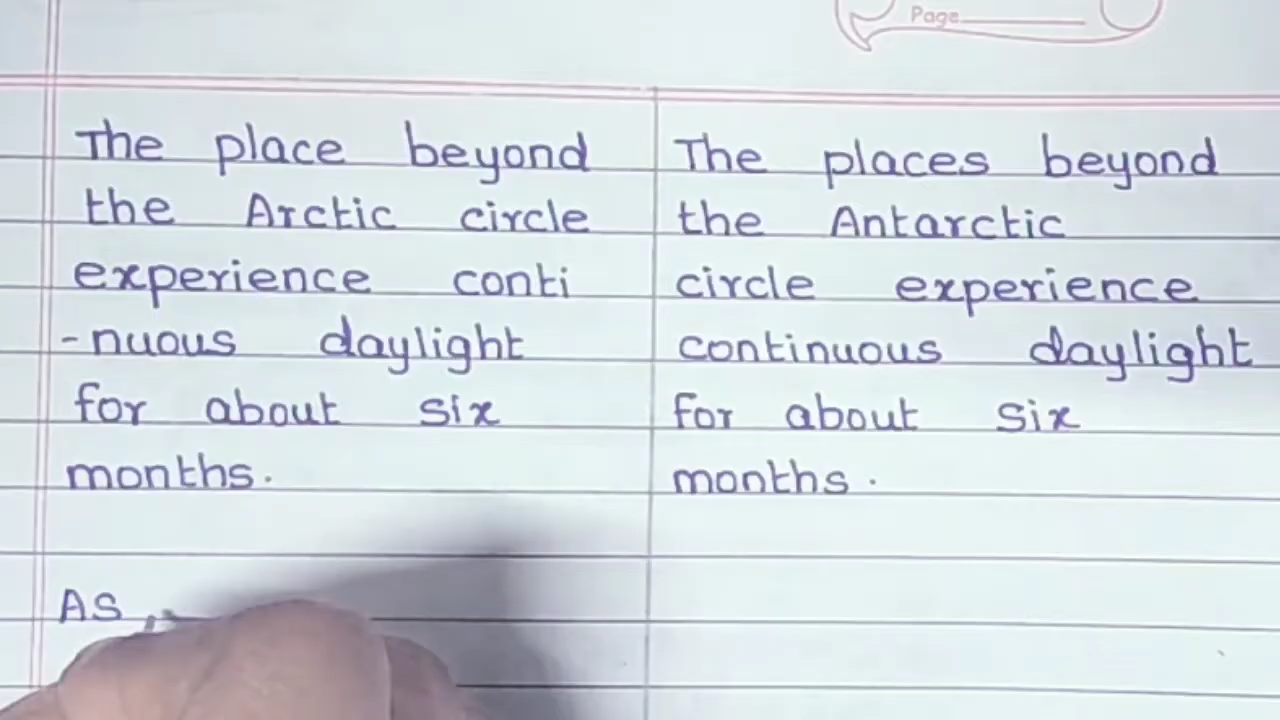 Page
The place beyond
the Arctic circle
experience conti
-nuous daylight
for about six
months.
The places beyond
the Antarctic
circle experience
continuous daylight
for about six
months.
As